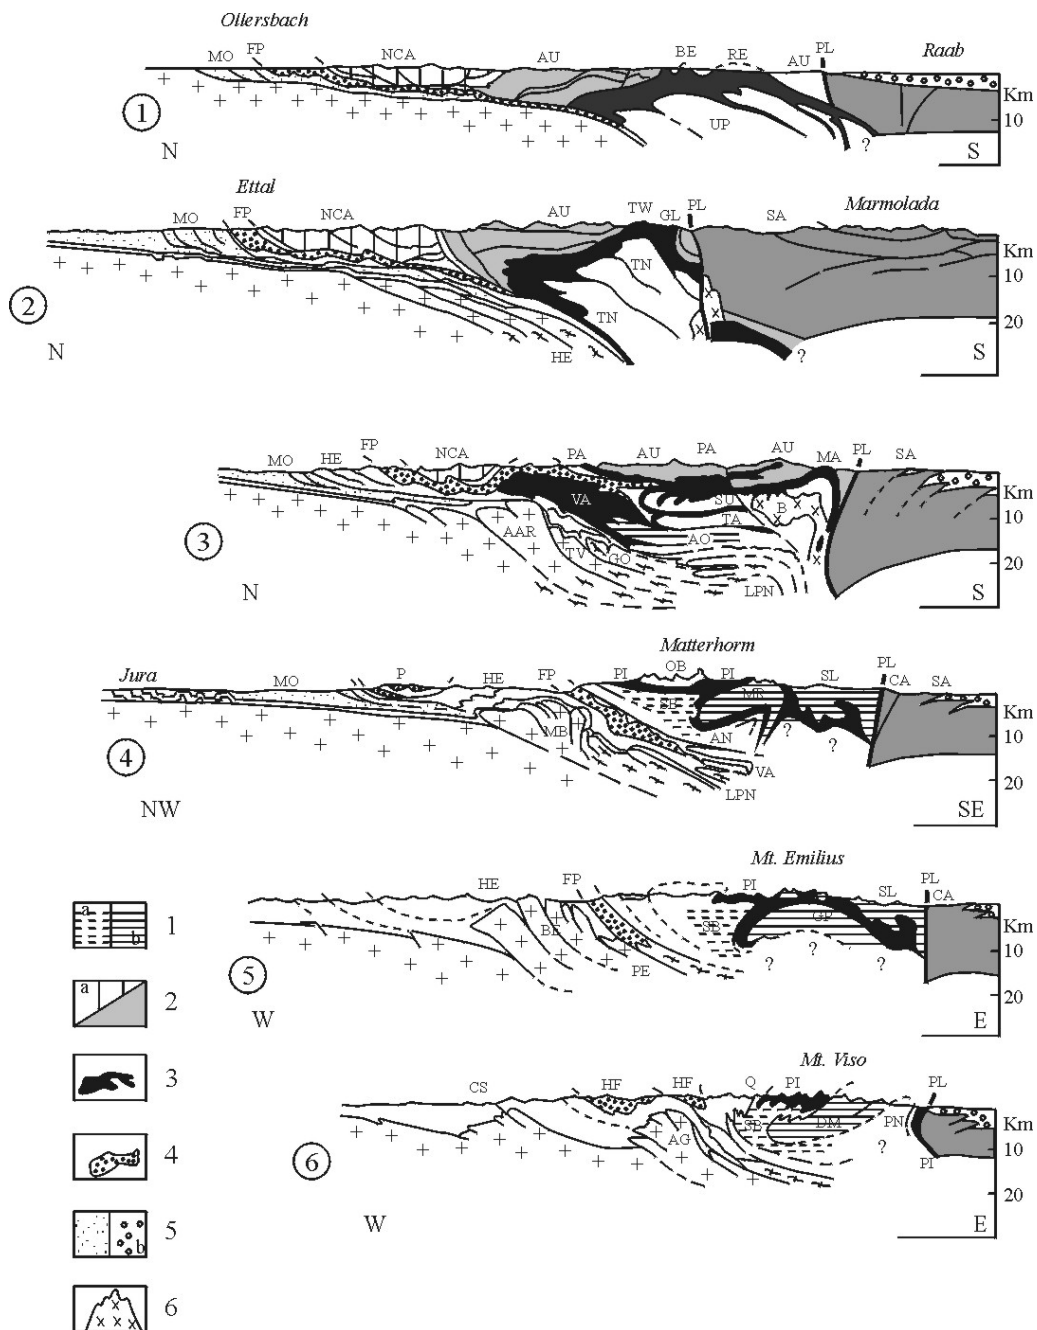 Ollersbach
MO FP NCA AU BE RE AU PL Raab
Km
10
UP
?
1
N S
Ettal
MO FP NCA AU TW GL PL SA Marmolada
Km
10
20
TN
TN
HE
?
2
N S
FP NCA PA AU PA AU MA PL SA
MO HE
Km
10
20
VA SU B
TA
AAR AO
TV GO
LPN
3
N S
Matterhorm
Jura MO P HE FP PI OB PI SL PL CA SA
Km
10
20
MR
SB
MB AN
? ?
VA
LPN
4
NW SE
Mt. Emilius
HE FP PI SL PL CA
Km
10
20
GP
SB
BE
PE
? ? ?
5
W E
Mt. Viso
CS HF HF Q PI PL
Km
10
20
SB DM PN
AG
?
PI
6
W E
a b 1
a 2
3
4
b 5
6